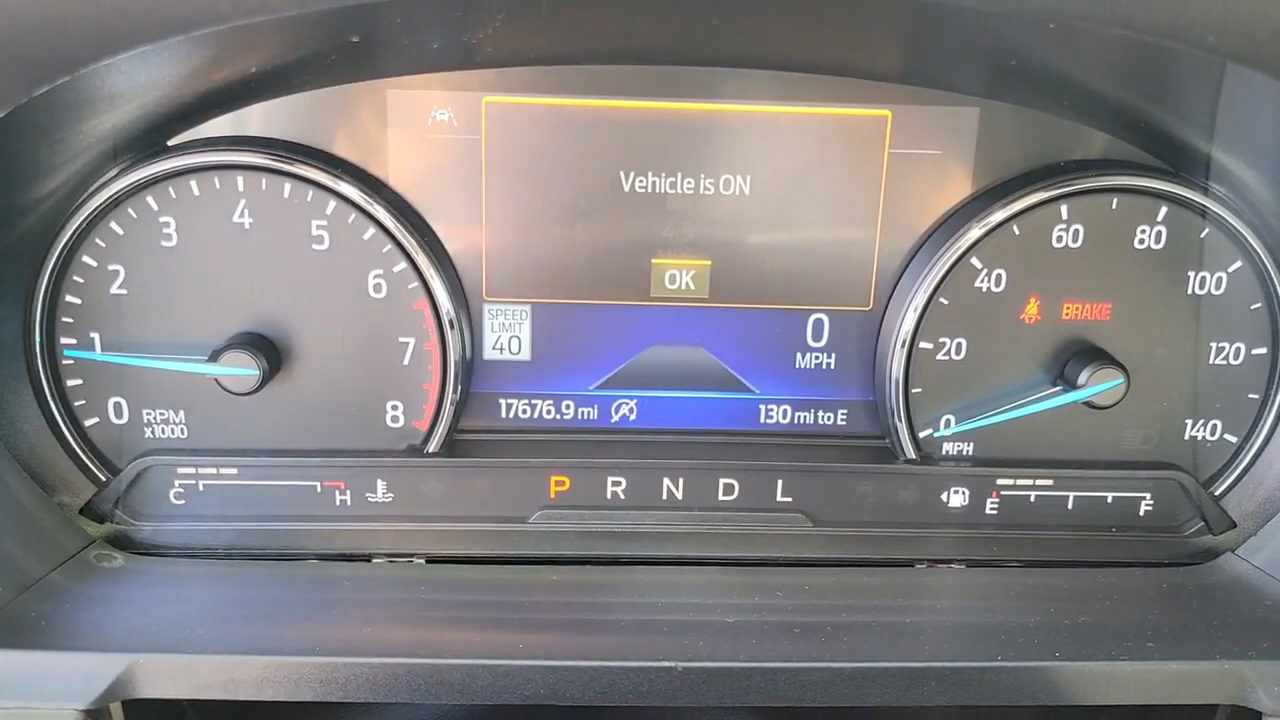 Vehicle is ON
OK
SPEED
LIMIT
40
0
MPH
17676.9 mi
130 mi to E
0
1
2
3
4
5
6
7
8
RPM
x1000
0
20
40
60
80
100
120
140
MPH
BRAKE
C
H
P R N D L
E
F